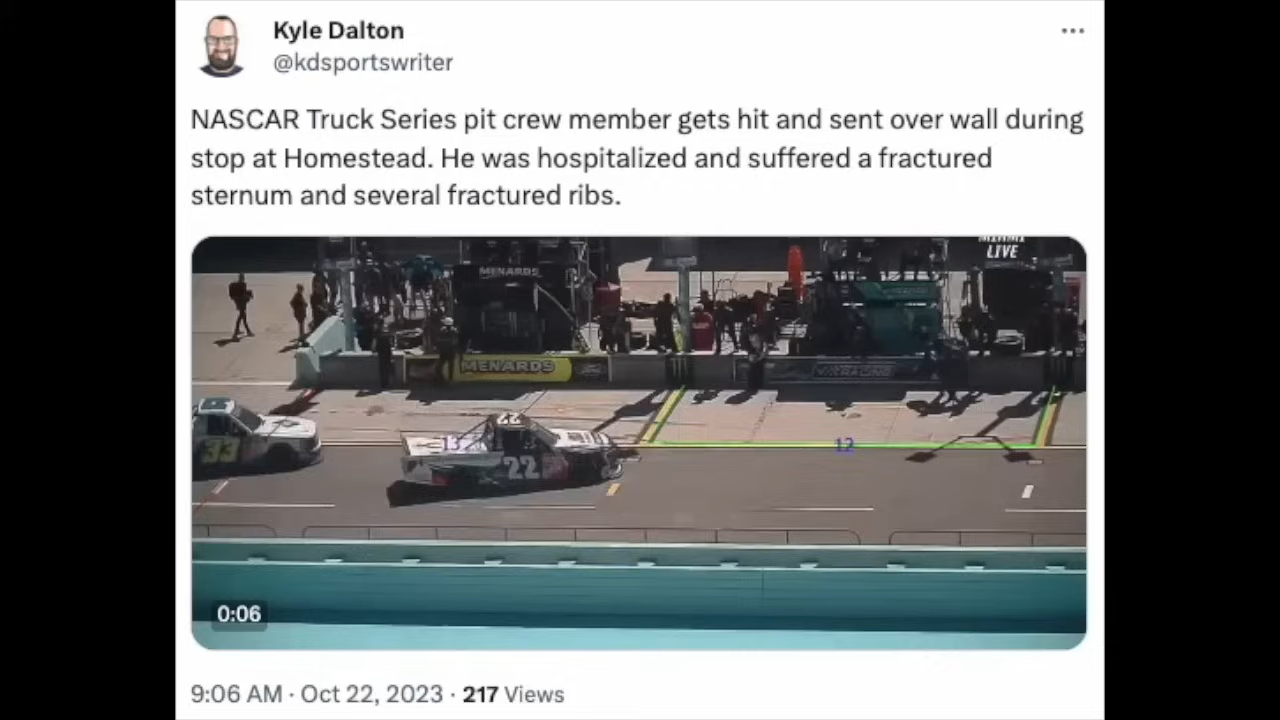 Kyle Dalton
@kdsportswriter
NASCAR Truck Series pit crew member gets hit and sent over wall during
stop at Homestead. He was hospitalized and suffered a fractured
sternum and several fractured ribs.
MIAMI
LIVE
MENARDS
MENARDS
33
22
13
22
12
0:06
9:06 AM · Oct 22, 2023 · 217 Views